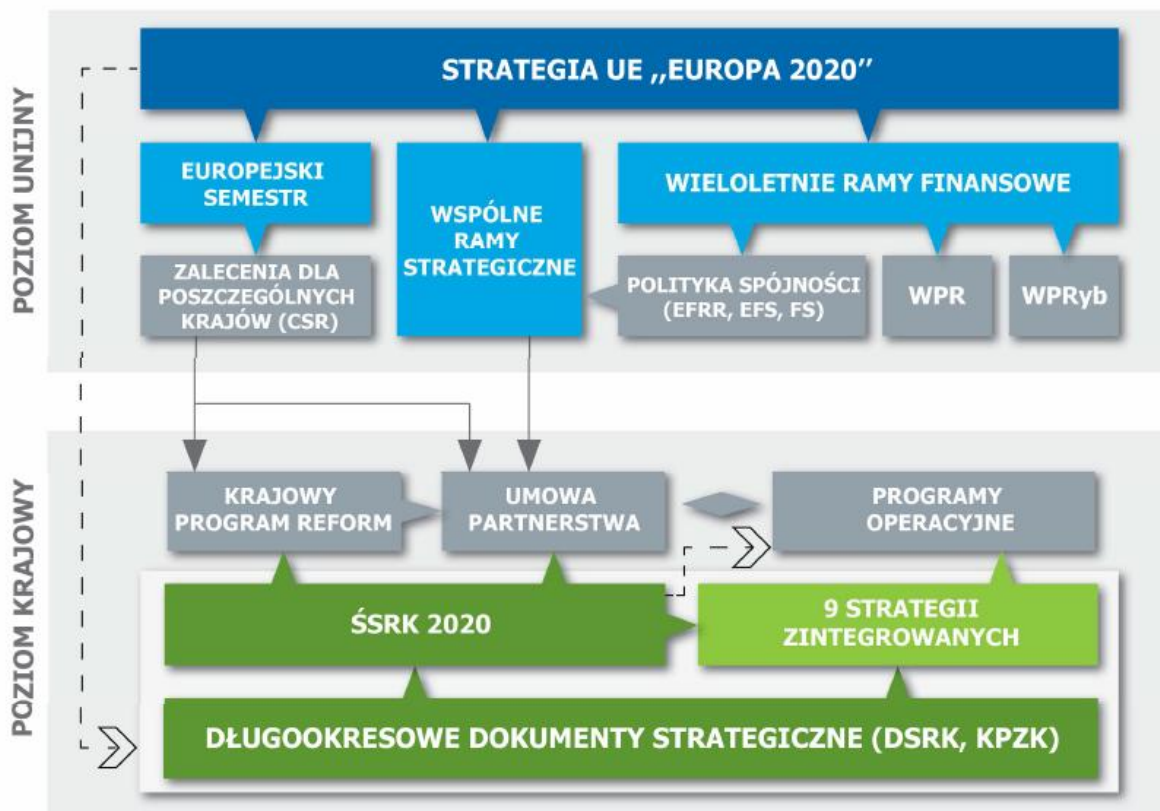 POZIOM UNIJNY
STRATEGIA UE „EUROPA 2020”
EUROPEJSKI
SEMESTR
WSPÓLNE
RAMY
STRATEGICZNE
WIELOLETNIE RAMY FINANSOWE
ZALECENIA DLA
POSZCZEGÓLNYCH
KRAJÓW (CSR)
POLITYKA SPÓJNOŚCI
(EFRR, EFS, FS)
WPR
WPRyb
POZIOM KRAJOWY
KRAJOWY
PROGRAM REFORM
UMOWA
PARTNERSTWA
PROGRAMY
OPERACYJNE
ŚSRK 2020
9 STRATEGII
ZINTEGROWANYCH
DŁUGOOKRESOWE DOKUMENTY STRATEGICZNE (DSRK, KPZK)